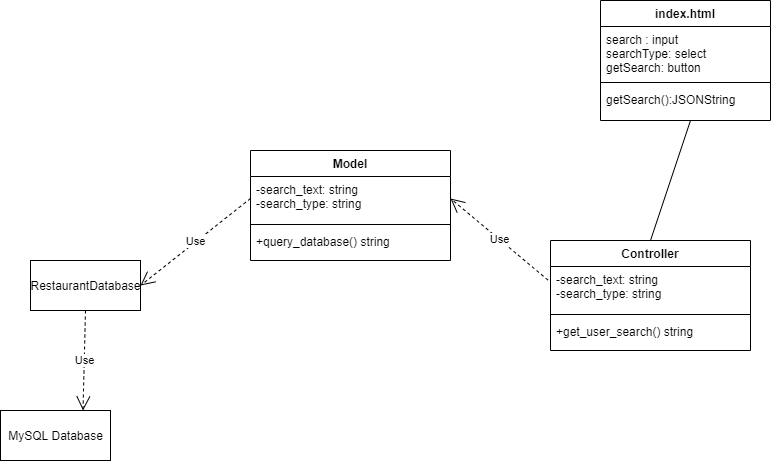 index.html
search : input
searchType: select
getSearch: button
getSearch():JSONString
Model
-search_text: string
-search_type: string
+query_database() string
Use
Use
Controller
-search_text: string
-search_type: string
+get_user_search() string
RestaurantDatabase
Use
MySQL Database